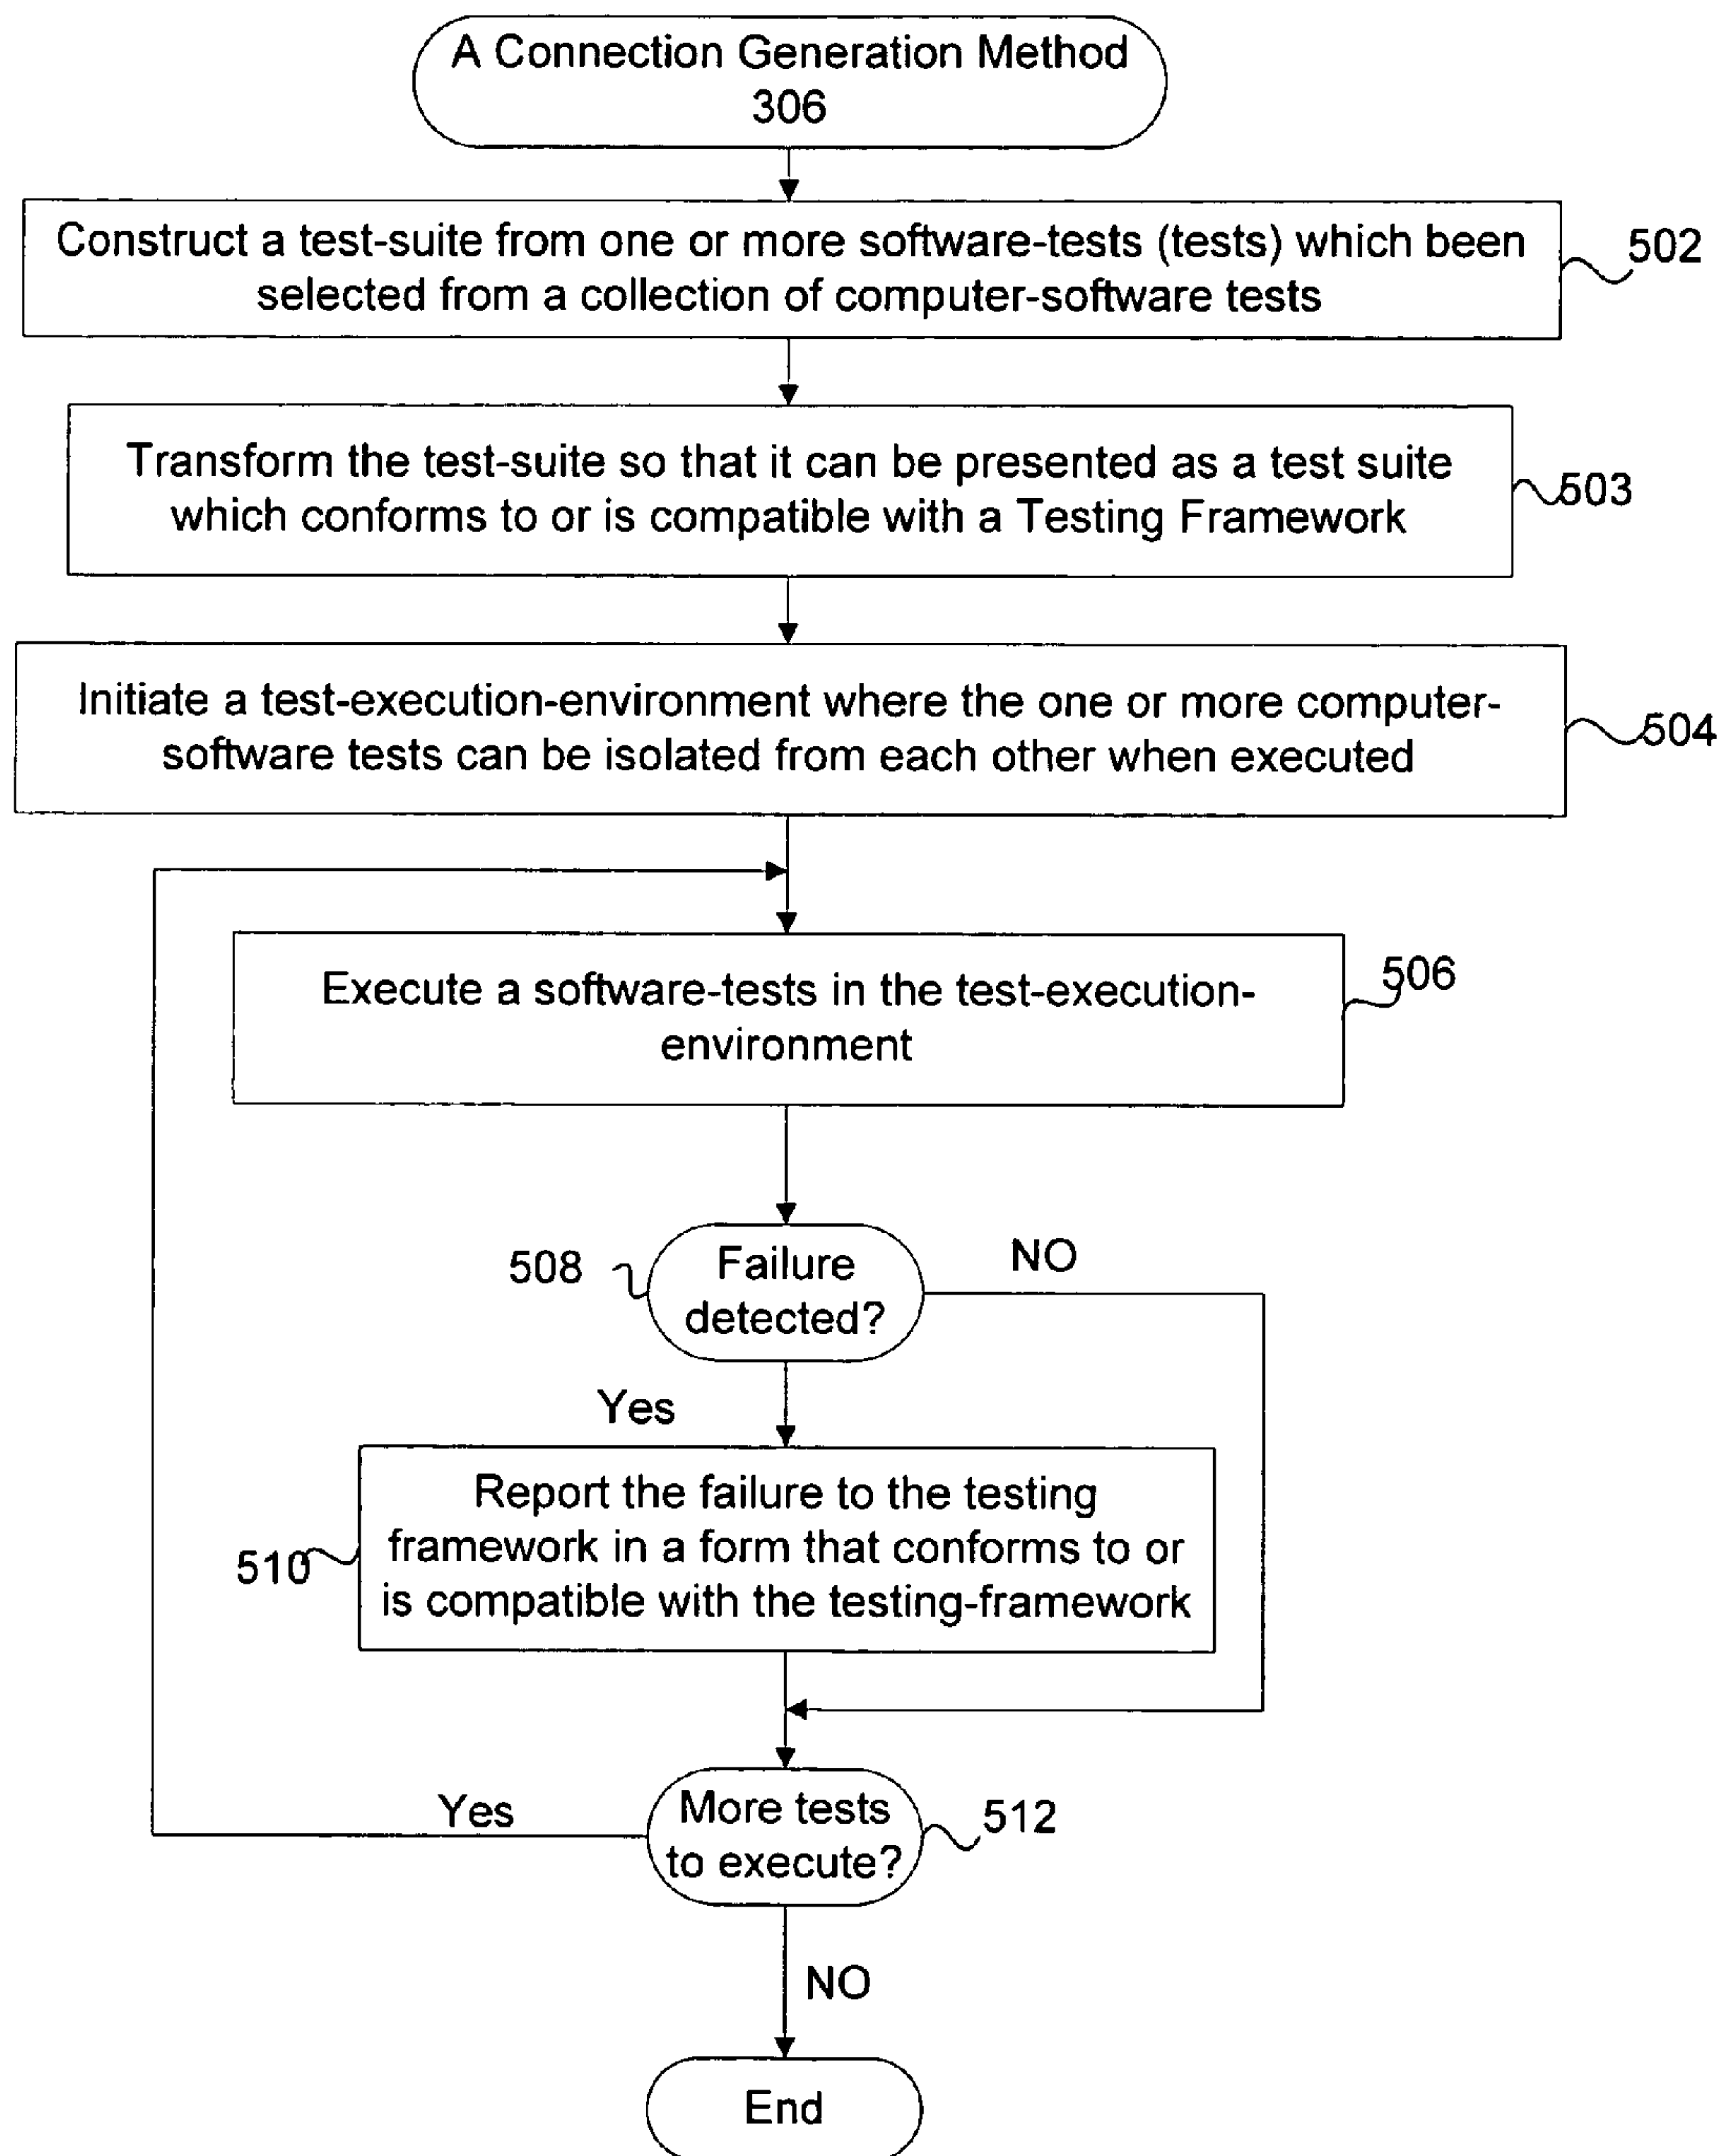 A Connection Generation Method
306
Construct a test-suite from one or more software-tests (tests) which been
selected from a collection of computer-software tests
502
Transform the test-suite so that it can be presented as a test suite
which conforms to or is compatible with a Testing Framework
503
Initiate a test-execution-environment where the one or more computer-
software tests can be isolated from each other when executed
504
Execute a software-tests in the test-execution-
environment
506
508
Failure
detected?
NO
Yes
Report the failure to the testing
framework in a form that conforms to or
is compatible with the testing-framework
510
More tests
to execute?
Yes
512
NO
End